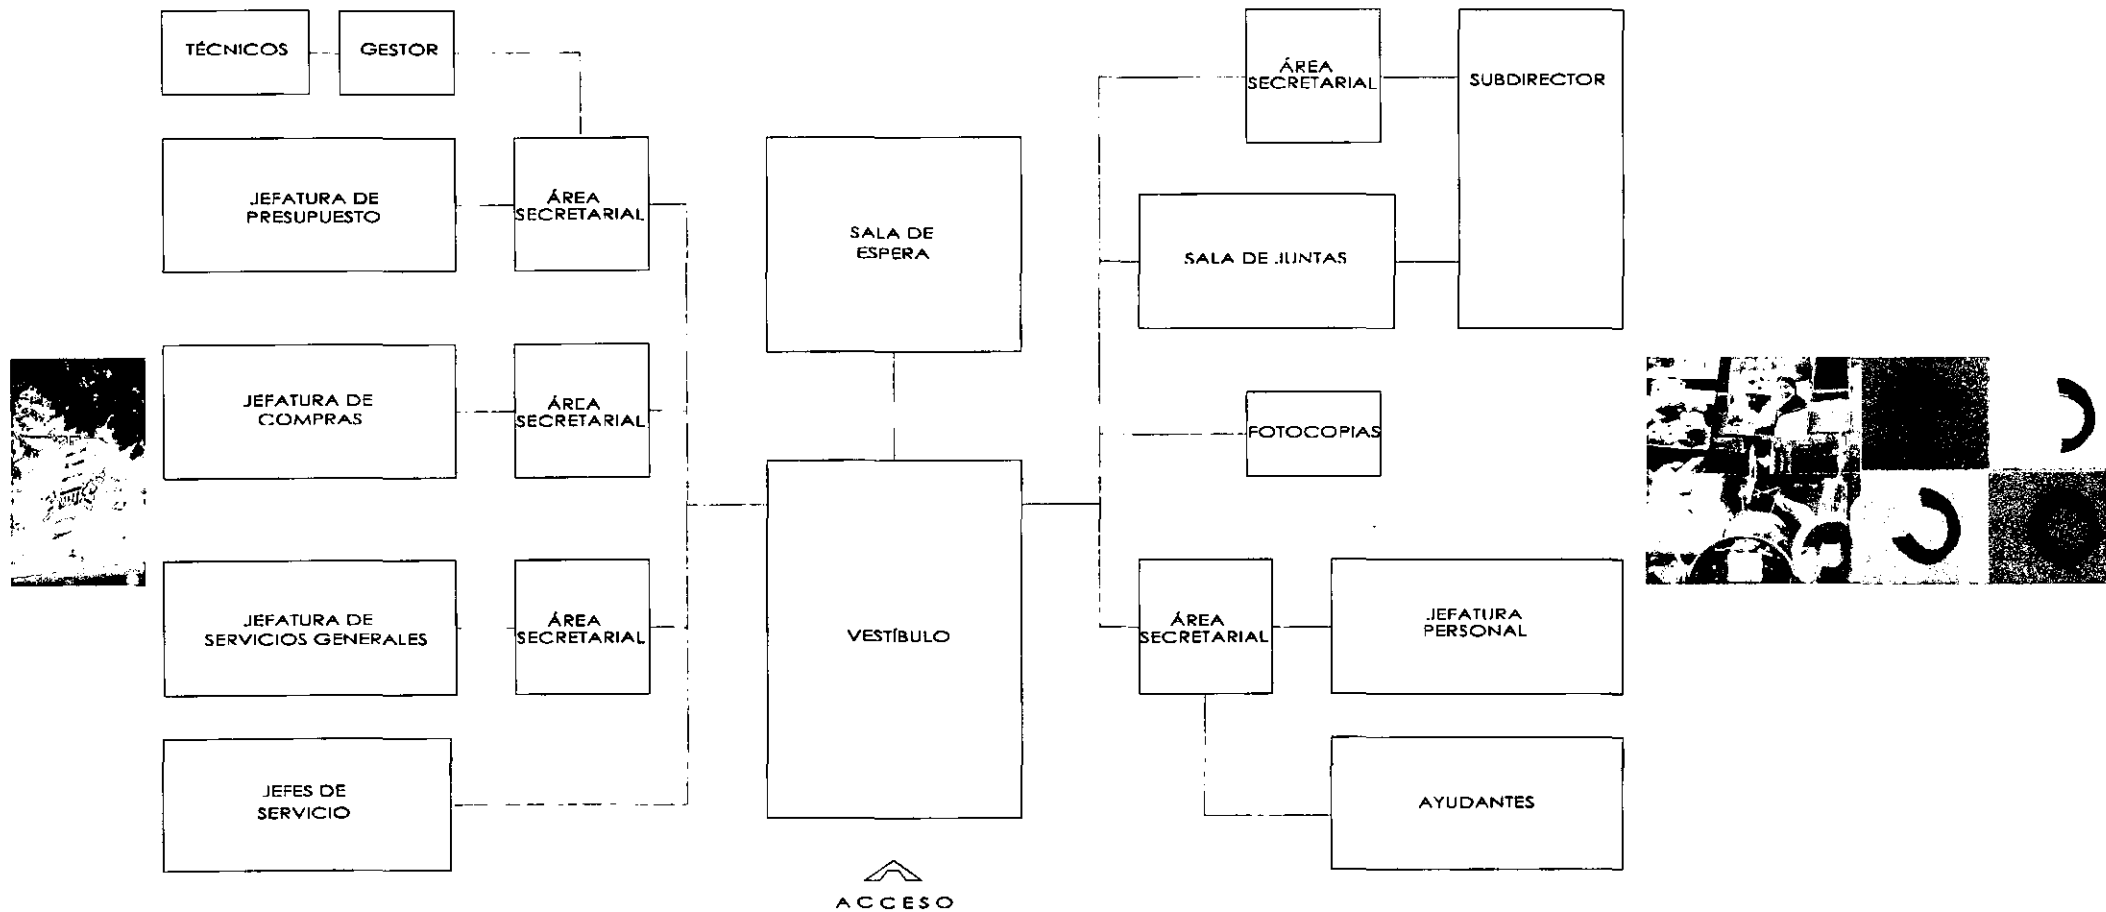 TÉCNICOS
GESTOR
JEFATURA DE
PRESUPUESTO
ÁREA
SECRETARIAL
JEFATURA DE
COMPRAS
ÁREA
SECRETARIAL
JEFATURA DE
SERVICIOS GENERALES
ÁREA
SECRETARIAL
JEFES DE
SERVICIO
SALA DE
ESPERA
VESTÍBULO
ACCESO
ÁREA
SECRETARIAL
SUBDIRECTOR
SALA DE JUNTAS
FOTOCOPIAS
ÁREA
SECRETARIAL
JEFATURA
PERSONAL
AYUDANTES